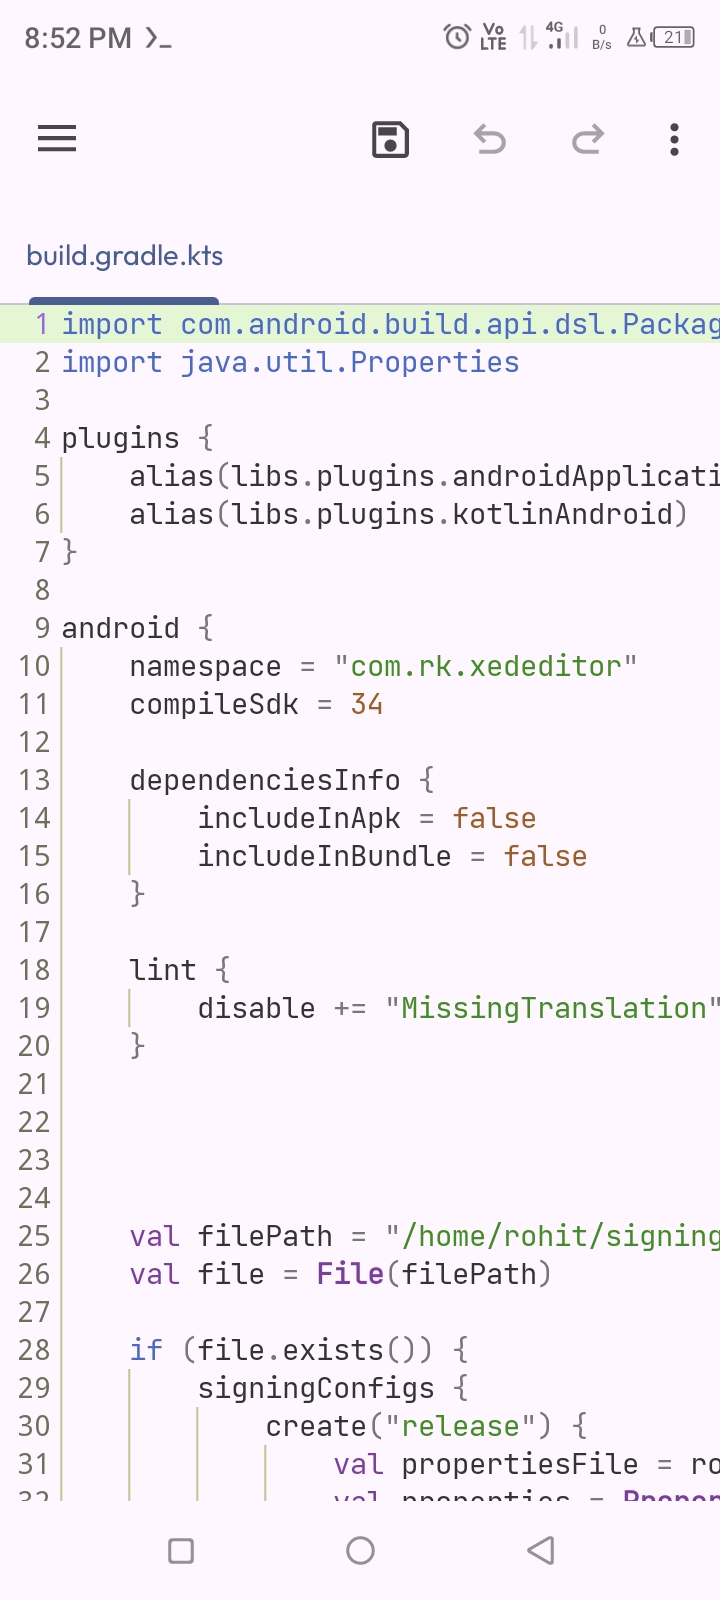 8:52 PM
Vo LTE 4G 0 B/s 21
build.gradle.kts
1 import com.android.build.api.dsl.Packag
2 import java.util.Properties
3
4 plugins {
5     alias(libs.plugins.androidApplicati
6     alias(libs.plugins.kotlinAndroid)
7 }
8
9 android {
10     namespace = "com.rk.xededitor"
11     compileSdk = 34
12
13     dependenciesInfo {
14         includeInApk = false
15         includeInBundle = false
16     }
17
18     lint {
19         disable += "MissingTranslation"
20     }
21
22
23
24
25     val filePath = "/home/rohit/signing
26     val file = File(filePath)
27
28     if (file.exists()) {
29         signingConfigs {
30             create("release") {
31                 val propertiesFile = ro
32                 val properties = Proper